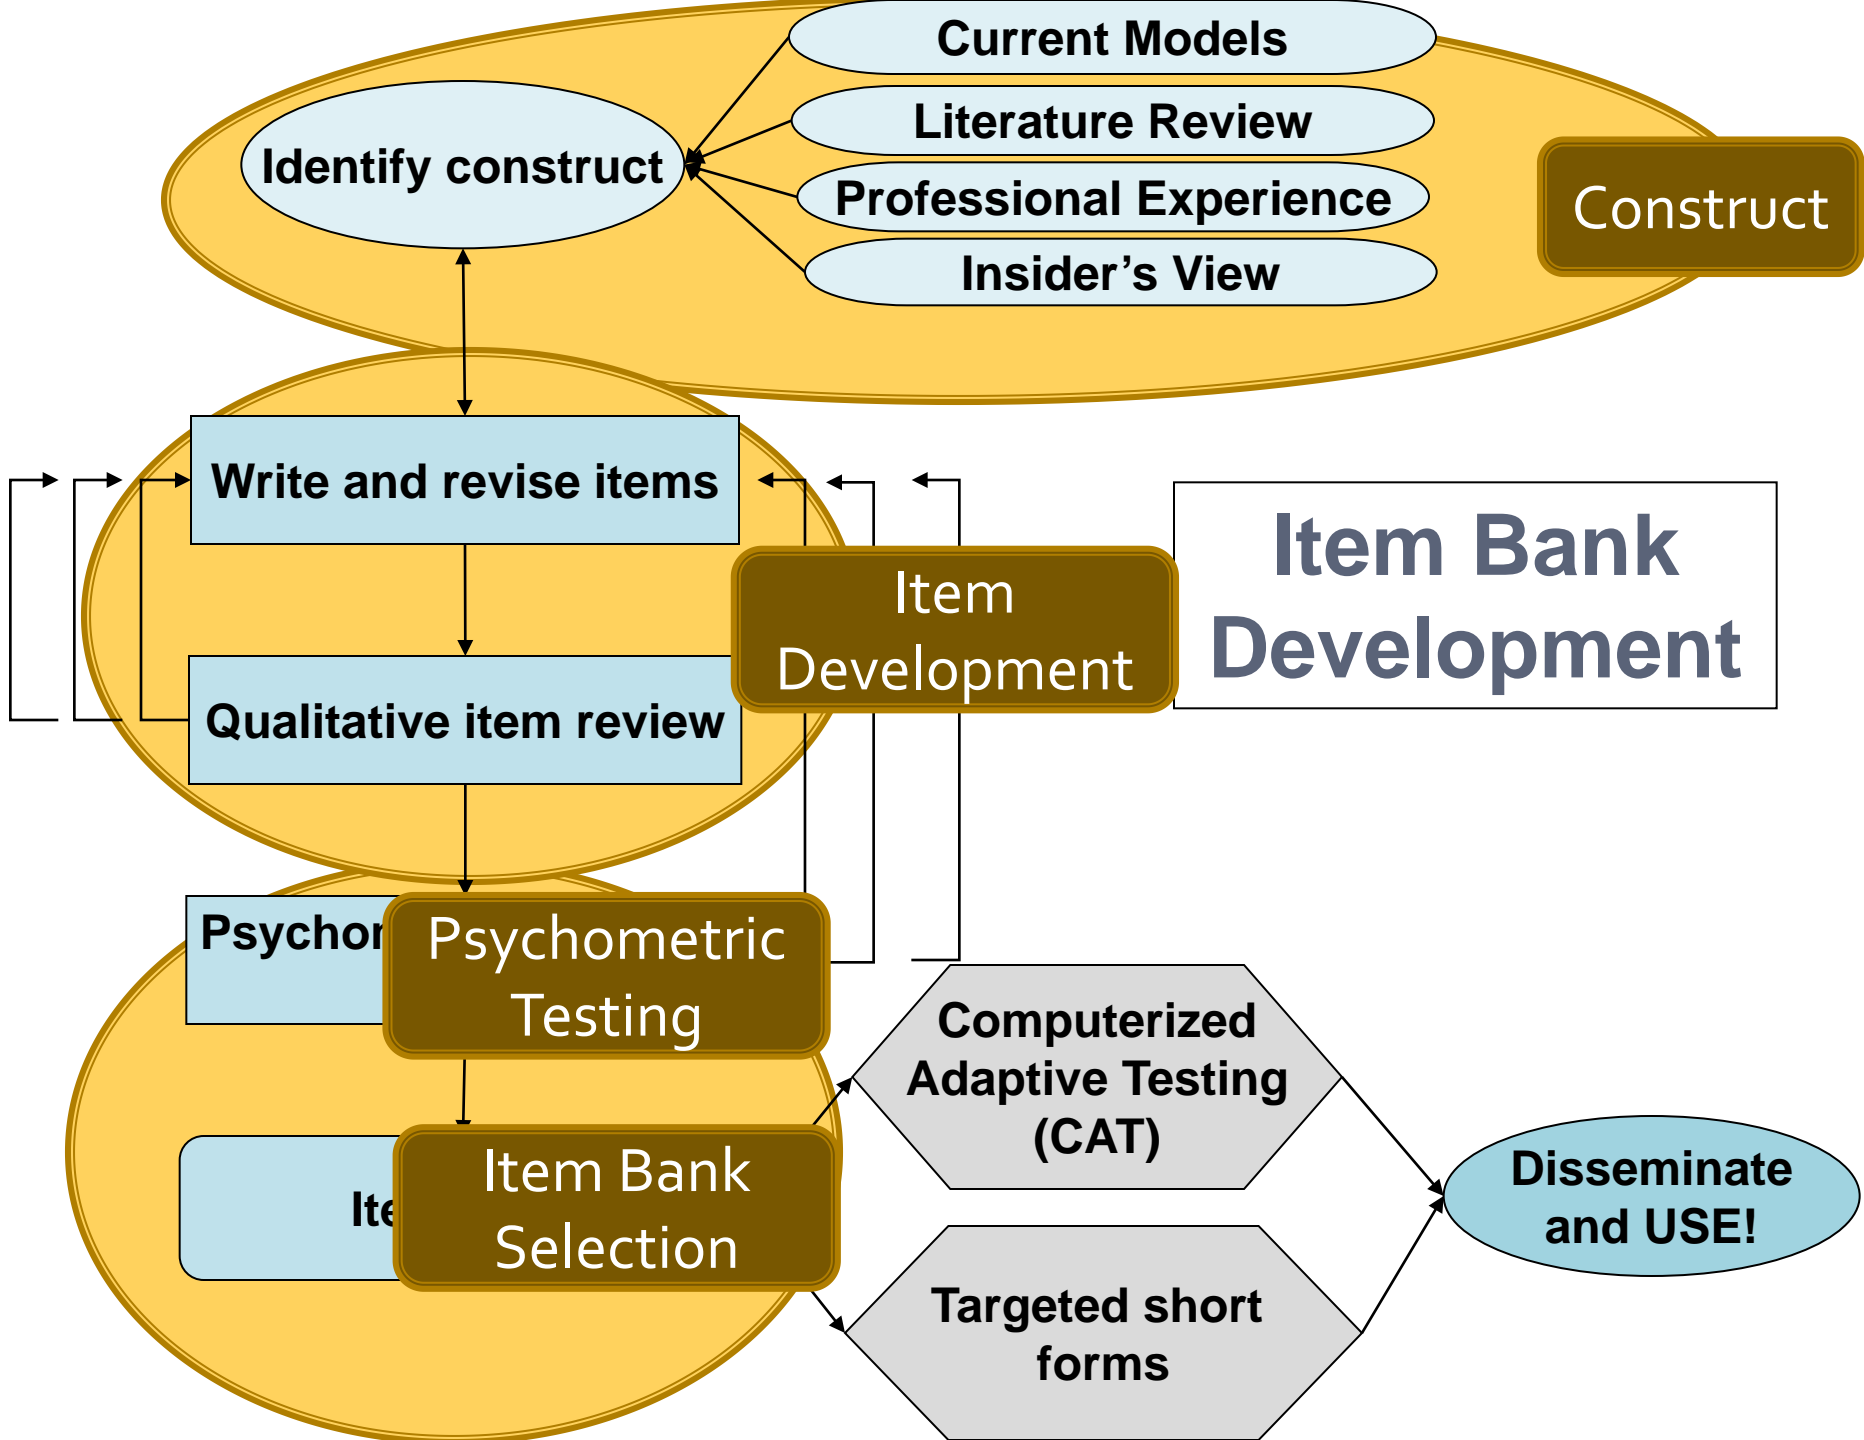 Current Models
Literature Review
Identify construct
Professional Experience
Construct
Insider’s View
Write and revise items
Item Bank
Development
Item
Development
Qualitative item review
Psychometric
Testing
Computerized
Adaptive Testing
(CAT)
Item Bank
Selection
Disseminate
and USE!
Targeted short
forms